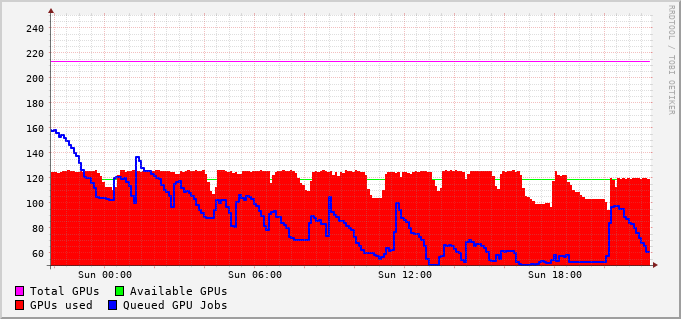 240
220
200
180
160
140
120
100
80
60
Sun 00:00 Sun 06:00 Sun 12:00 Sun 18:00
Total GPUs Available GPUs
GPUs used Queued GPU Jobs
RRDTOOL / TOBI OETIKER